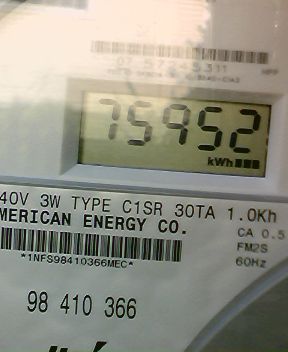 75952
kWh
40V 3W TYPE C1SR 30TA 1.0Kh
MERICAN ENERGY CO.
CA 0.5
FM2S
60Hz
*1NFS98410366MEC*
98 410 366